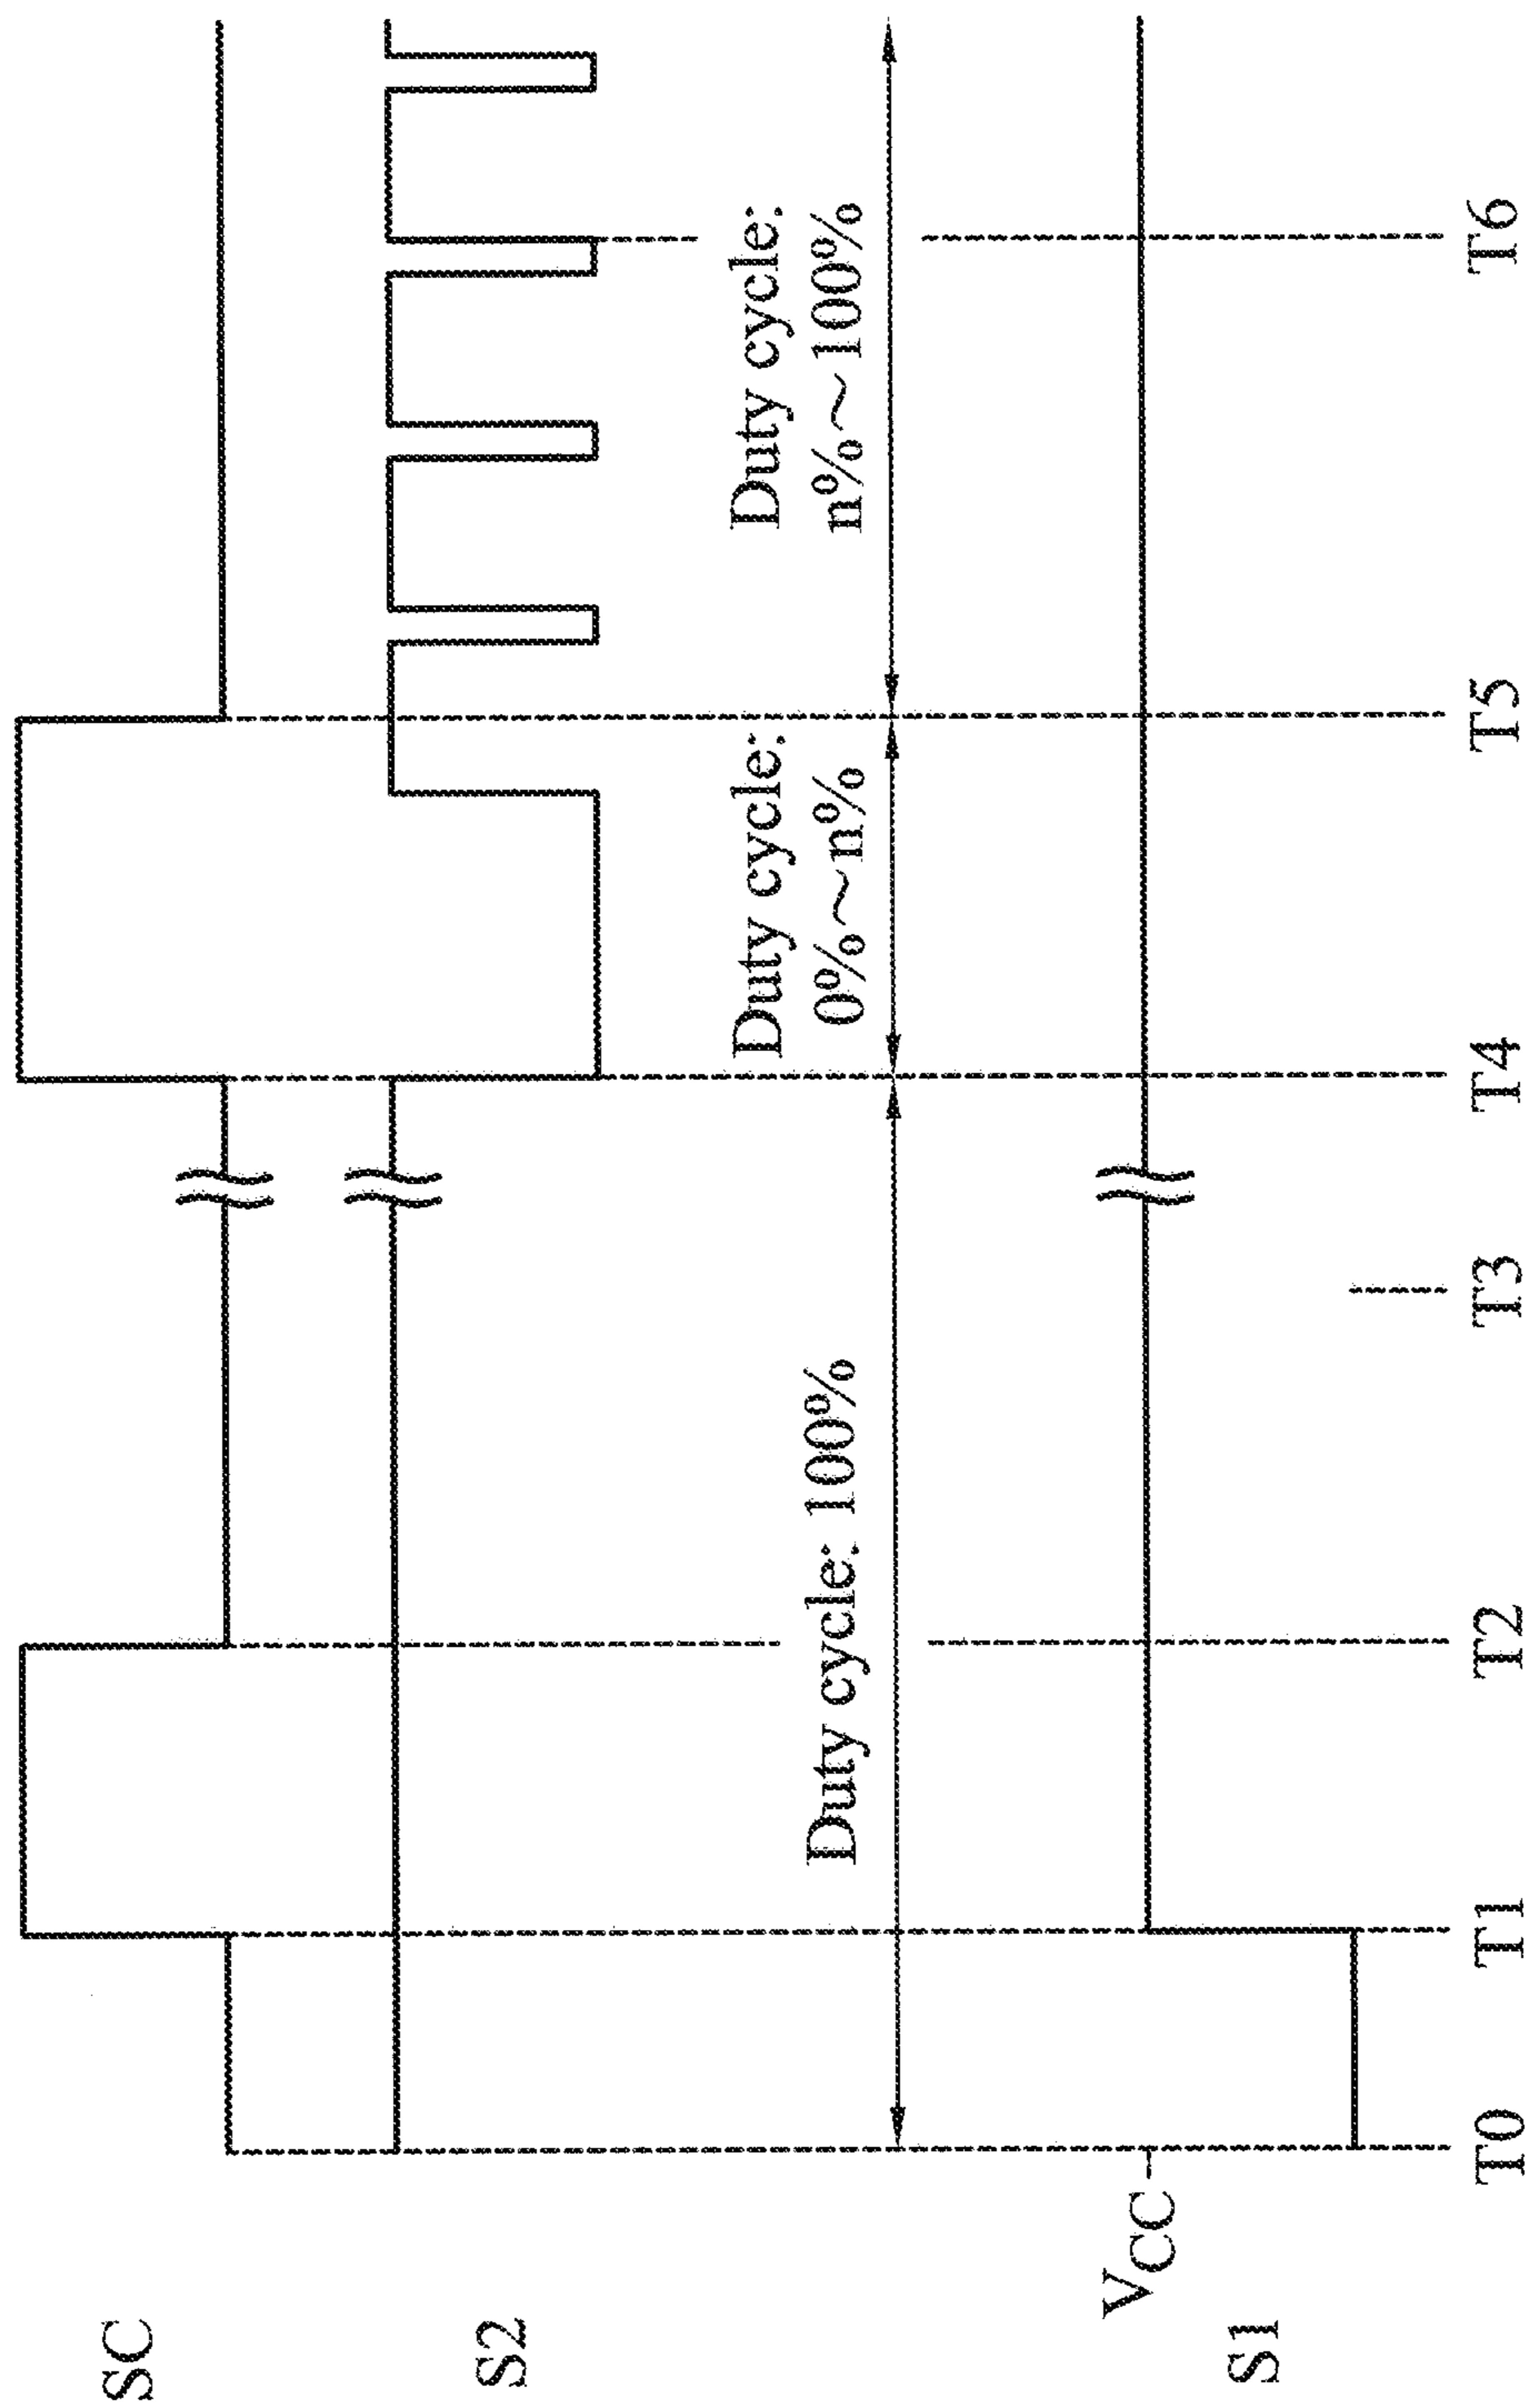 SC
S2
Duty cycle: 100%
Duty cycle:
0%~n%
Duty cycle:
n%~100%
VCC
S1
T0
T1
T2
T3
T4
T5
T6